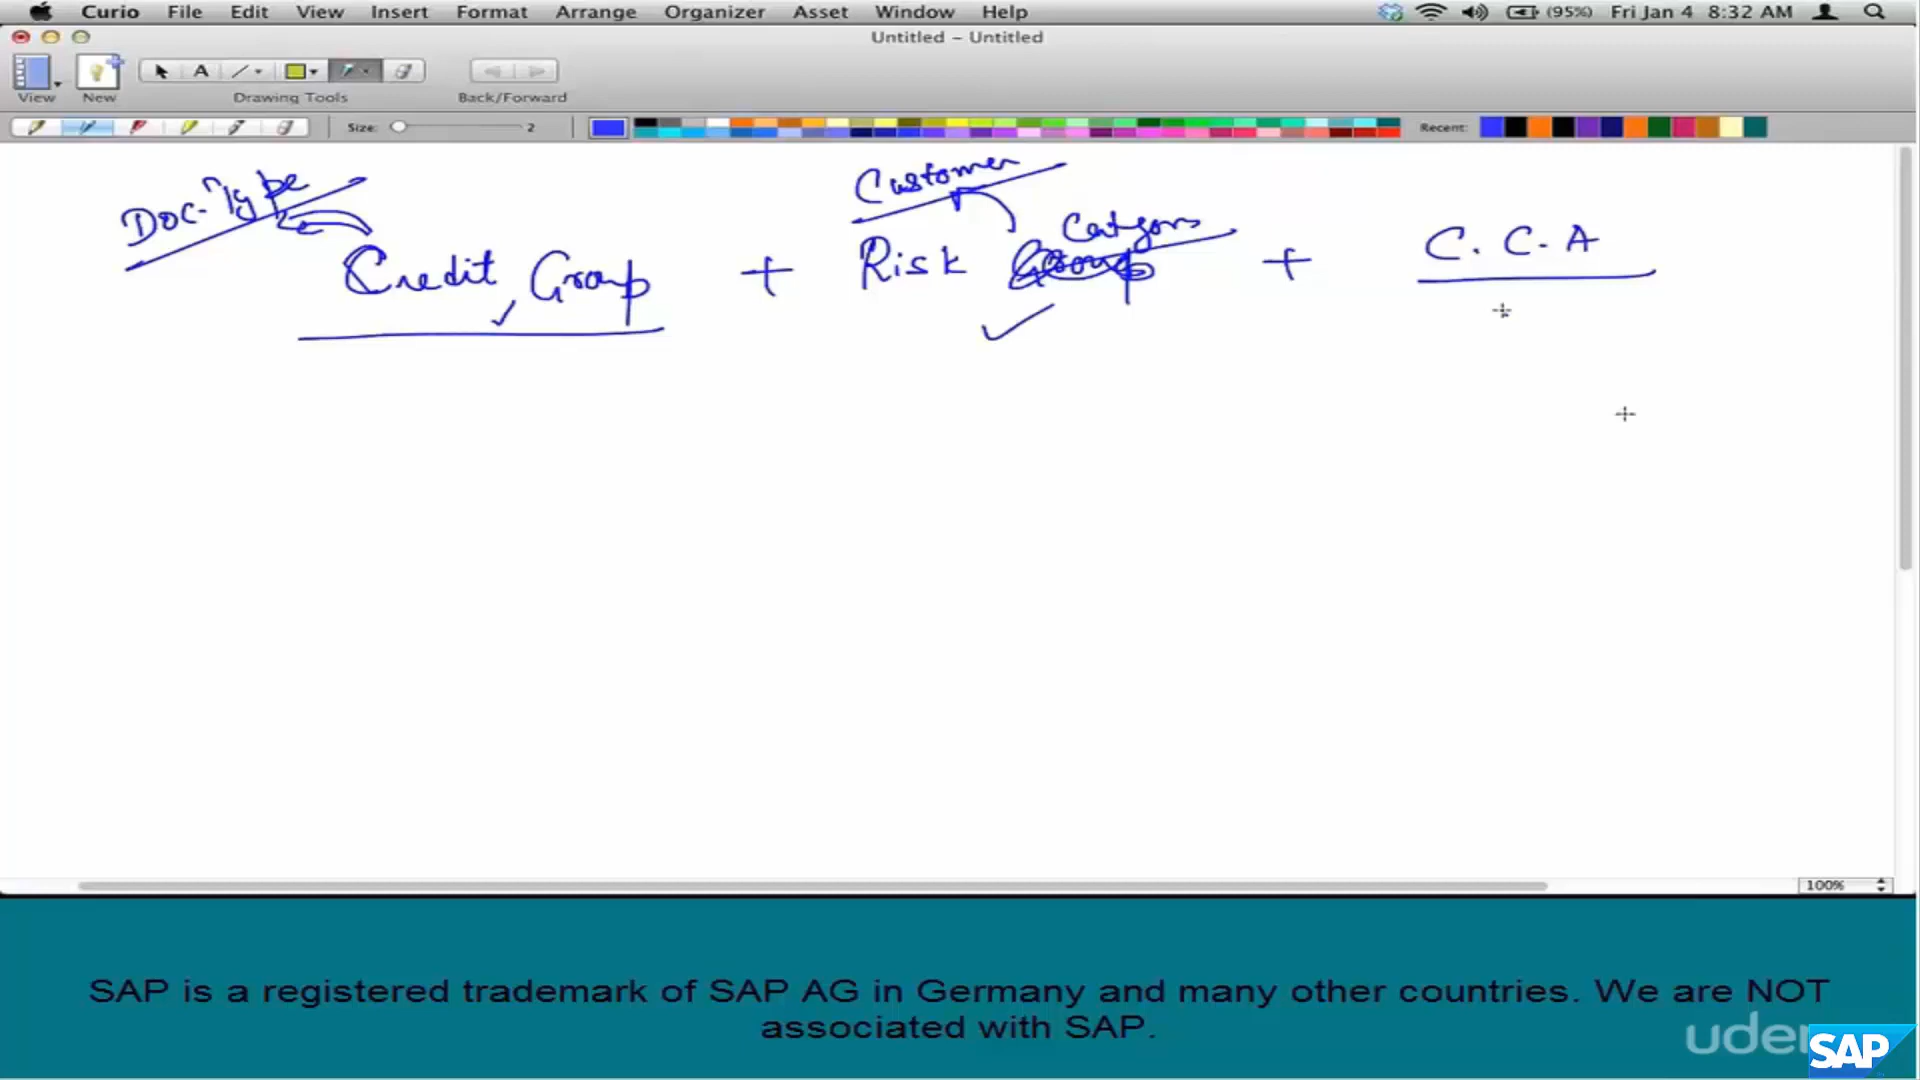 Curio File Edit View Insert Format Arrange Organizer Asset Window Help (95%) Fri Jan 4 8:32 AM
Untitled – Untitled
View New Drawing Tools Back/Forward
Size: 2 Recent:
Doc-Type Customer
Category
Credit Group + Risk Group + C.C.A
100%
SAP is a registered trademark of SAP AG in Germany and many other countries. We are NOT
associated with SAP.
SAP